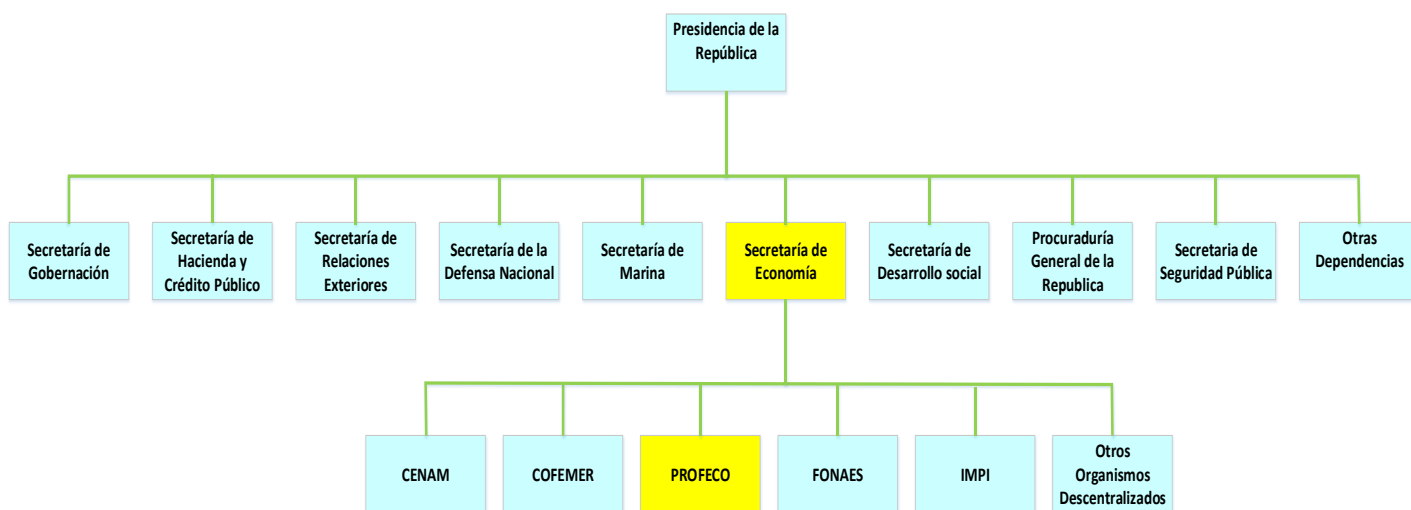 Presidencia de la
República
Secretaría de
Gobernación
Secretaría de
Hacienda y
Crédito Público
Secretaría de
Relaciones
Exteriores
Secretaría de la
Defensa Nacional
Secretaría de
Marina
Secretaría de
Economía
Secretaría de
Desarrollo social
Procuraduría
General de la
Republica
Secretaria de
Seguridad Pública
Otras
Dependencias
CENAM
COFEMER
PROFECO
FONAES
IMPI
Otros
Organismos
Descentralizados